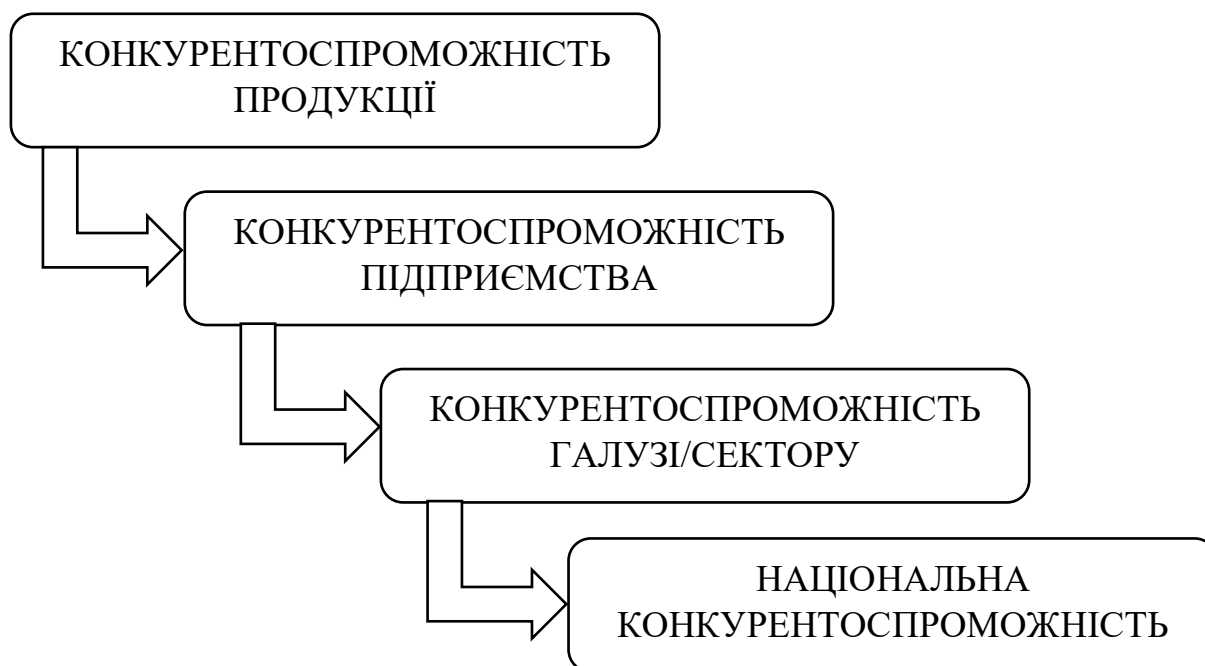 КОНКУРЕНТОСПРОМОЖНІСТЬ
ПРОДУКЦІЇ
КОНКУРЕНТОСПРОМОЖНІСТЬ
ПІДПРИЄМСТВА
КОНКУРЕНТОСПРОМОЖНІСТЬ
ГАЛУЗІ/СЕКТОРУ
НАЦІОНАЛЬНА
КОНКУРЕНТОСПРОМОЖНІСТЬ